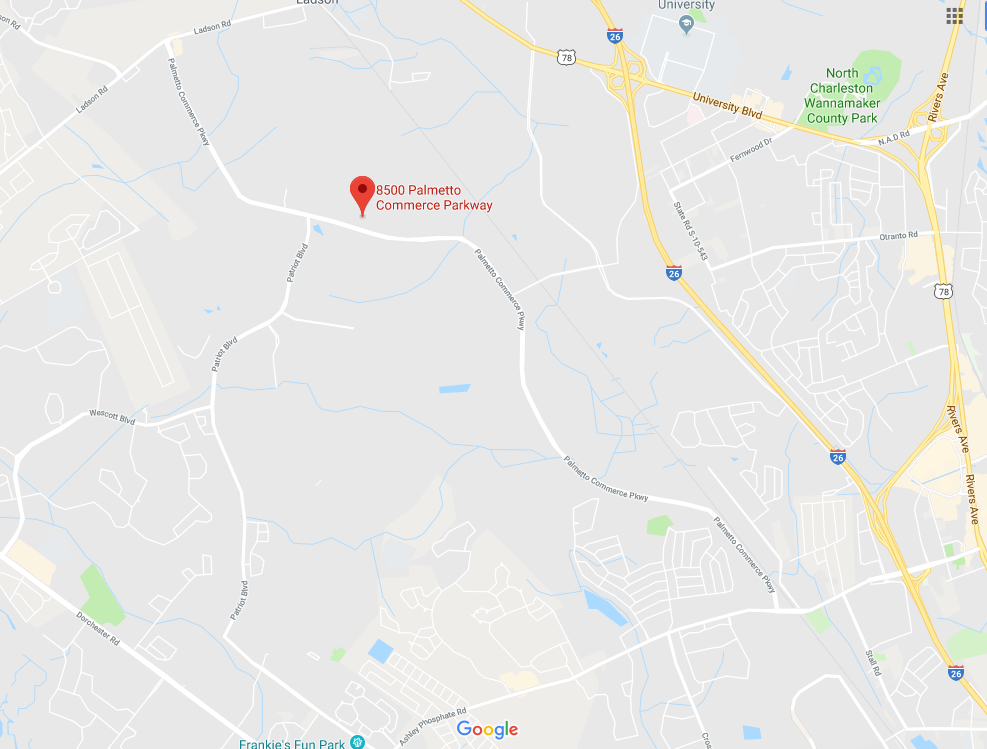 Ladson
University
son Rd
Ladson Rd
26
78
North
Charleston
Wannamaker
County Park
Rivers Ave
Palmetto Commerce Pkwy
Ladson Rd
University Blvd
N.A.D Rd
Fernwood Dr
8500 Palmetto
Commerce Parkway
State Rd S-10-543
Otranto Rd
Patriot Blvd
Palmetto Commerce Pkwy
26
78
Patriot Blvd
Wescott Blvd
Rivers Ave
26
Palmetto Commerce Pkwy
Rivers Ave
Palmetto Commerce Pkwy
Patriot Blvd
Dorchester Rd
Stall Rd
26
Ashley Phosphate Rd
Google
Frankie's Fun Park
Cros